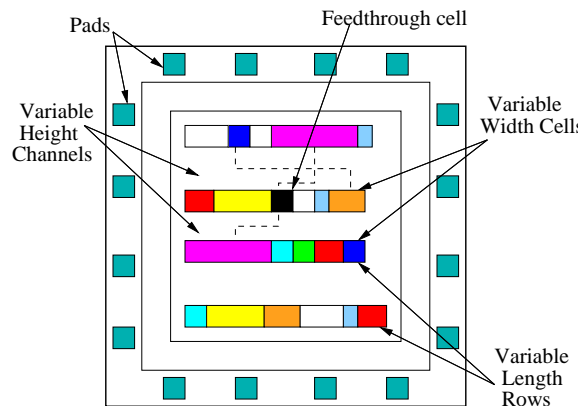 Feedthrough cell
Pads
Variable
Height
Channels
Variable
Width Cells
Variable
Length
Rows